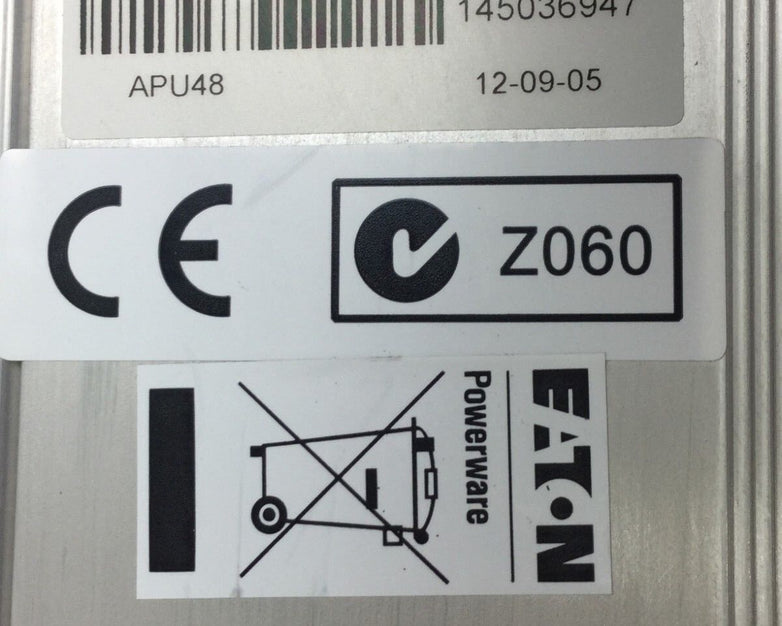 145036947
APU48
12-09-05
CE
Z060
EATON
Powerware